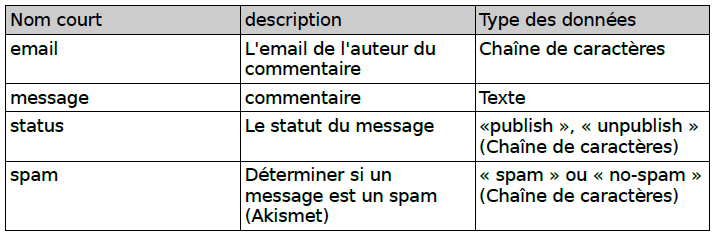 Nom court description Type des données
email L'email de l'auteur du Chaîne de caractères
commentaire
message commentaire Texte
status Le statut du message «publish », « unpublish »
(Chaîne de caractères)
spam Déterminer si un « spam » ou « no-spam »
message est un spam (Chaîne de caractères)
(Akismet)